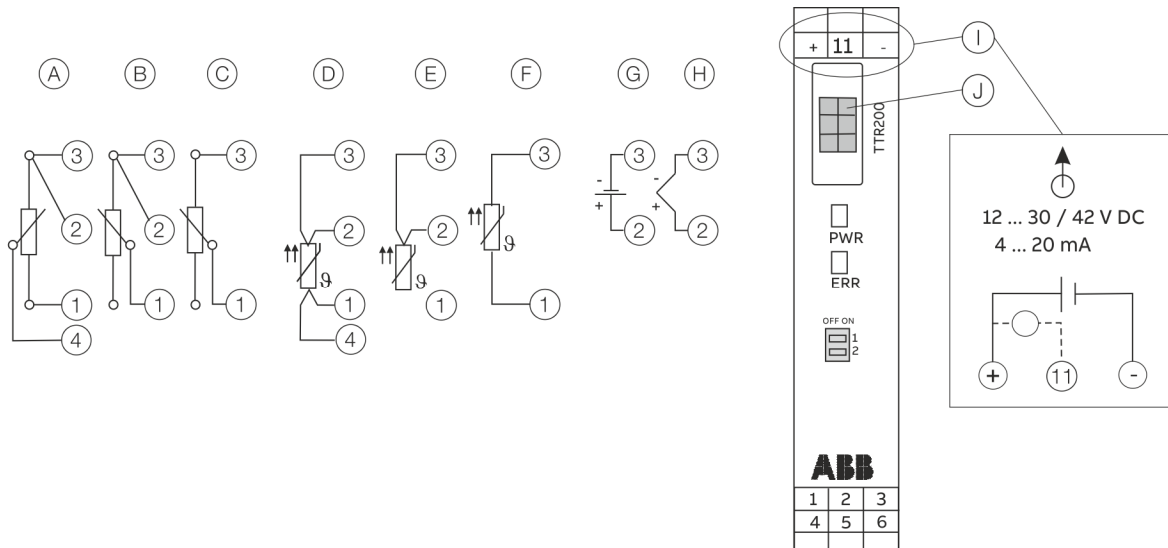 A B C D E F G H
+ 11 - I
J
TTR200
3 3 3 3 3 3 3 3
- -
+ +
2 2 2 2 2 2
ϑ ϑ ϑ
1 1 1 1 1 1
4 4
PWR
ERR
OFF ON
1
2
12 ... 30 / 42 V DC
4 ... 20 mA
+ 11 -
ABB
1 2 3
4 5 6